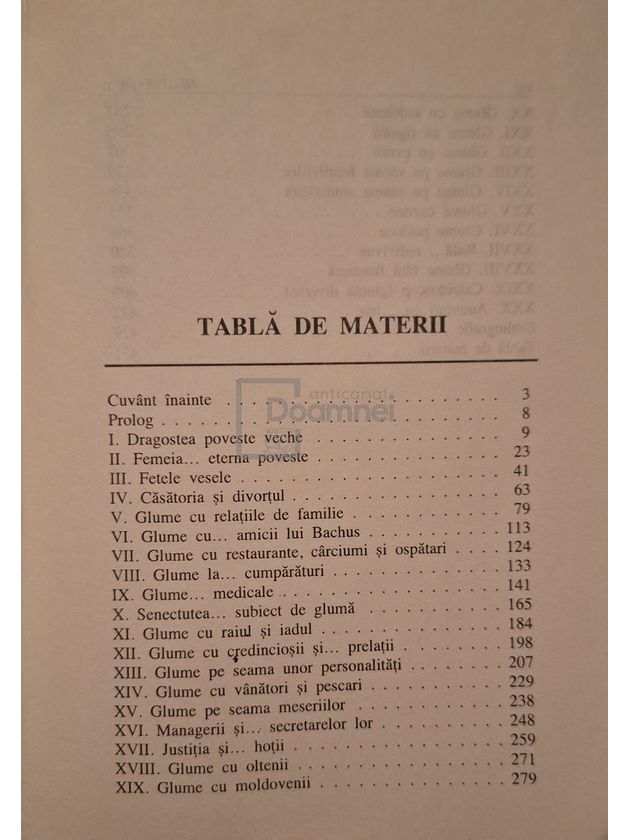 TABLĂ DE MATERII
anticariat
Doamnei
Cuvânt înainte . . . . . . . . . . . . . . . . . . . . 3
Prolog . . . . . . . . . . . . . . . . . . . . . . . . 8
I. Dragostea poveste veche . . . . . . . . . . . . . . 9
II. Femeia... eterna poveste . . . . . . . . . . . . . 23
III. Fetele vesele . . . . . . . . . . . . . . . . . . 41
IV. Căsătoria și divorțul . . . . . . . . . . . . . . 63
V. Glume cu relațiile de familie . . . . . . . . . . . 79
VI. Glume cu... amicii lui Bachus . . . . . . . . . . 113
VII. Glume cu restaurante, cârciumi și ospătari . . . . 124
VIII. Glume la... cumpărături . . . . . . . . . . . . 133
IX. Glume... medicale . . . . . . . . . . . . . . . . 141
X. Senectutea... subiect de glumă . . . . . . . . . . 165
XI. Glume cu raiul și iadul . . . . . . . . . . . . . 184
XII. Glume cu credincioșii și... prelații . . . . . . . 198
XIII. Glume pe seama unor personalități . . . . . . . . 207
XIV. Glume cu vânători și pescari . . . . . . . . . . 229
XV. Glume pe seama meseriilor . . . . . . . . . . . . 238
XVI. Managerii și... secretarelor lor . . . . . . . . 248
XVII. Justiția și... hoții . . . . . . . . . . . . . . 259
XVIII. Glume cu oltenii . . . . . . . . . . . . . . . 271
XIX. Glume cu moldovenii . . . . . . . . . . . . . . . 279